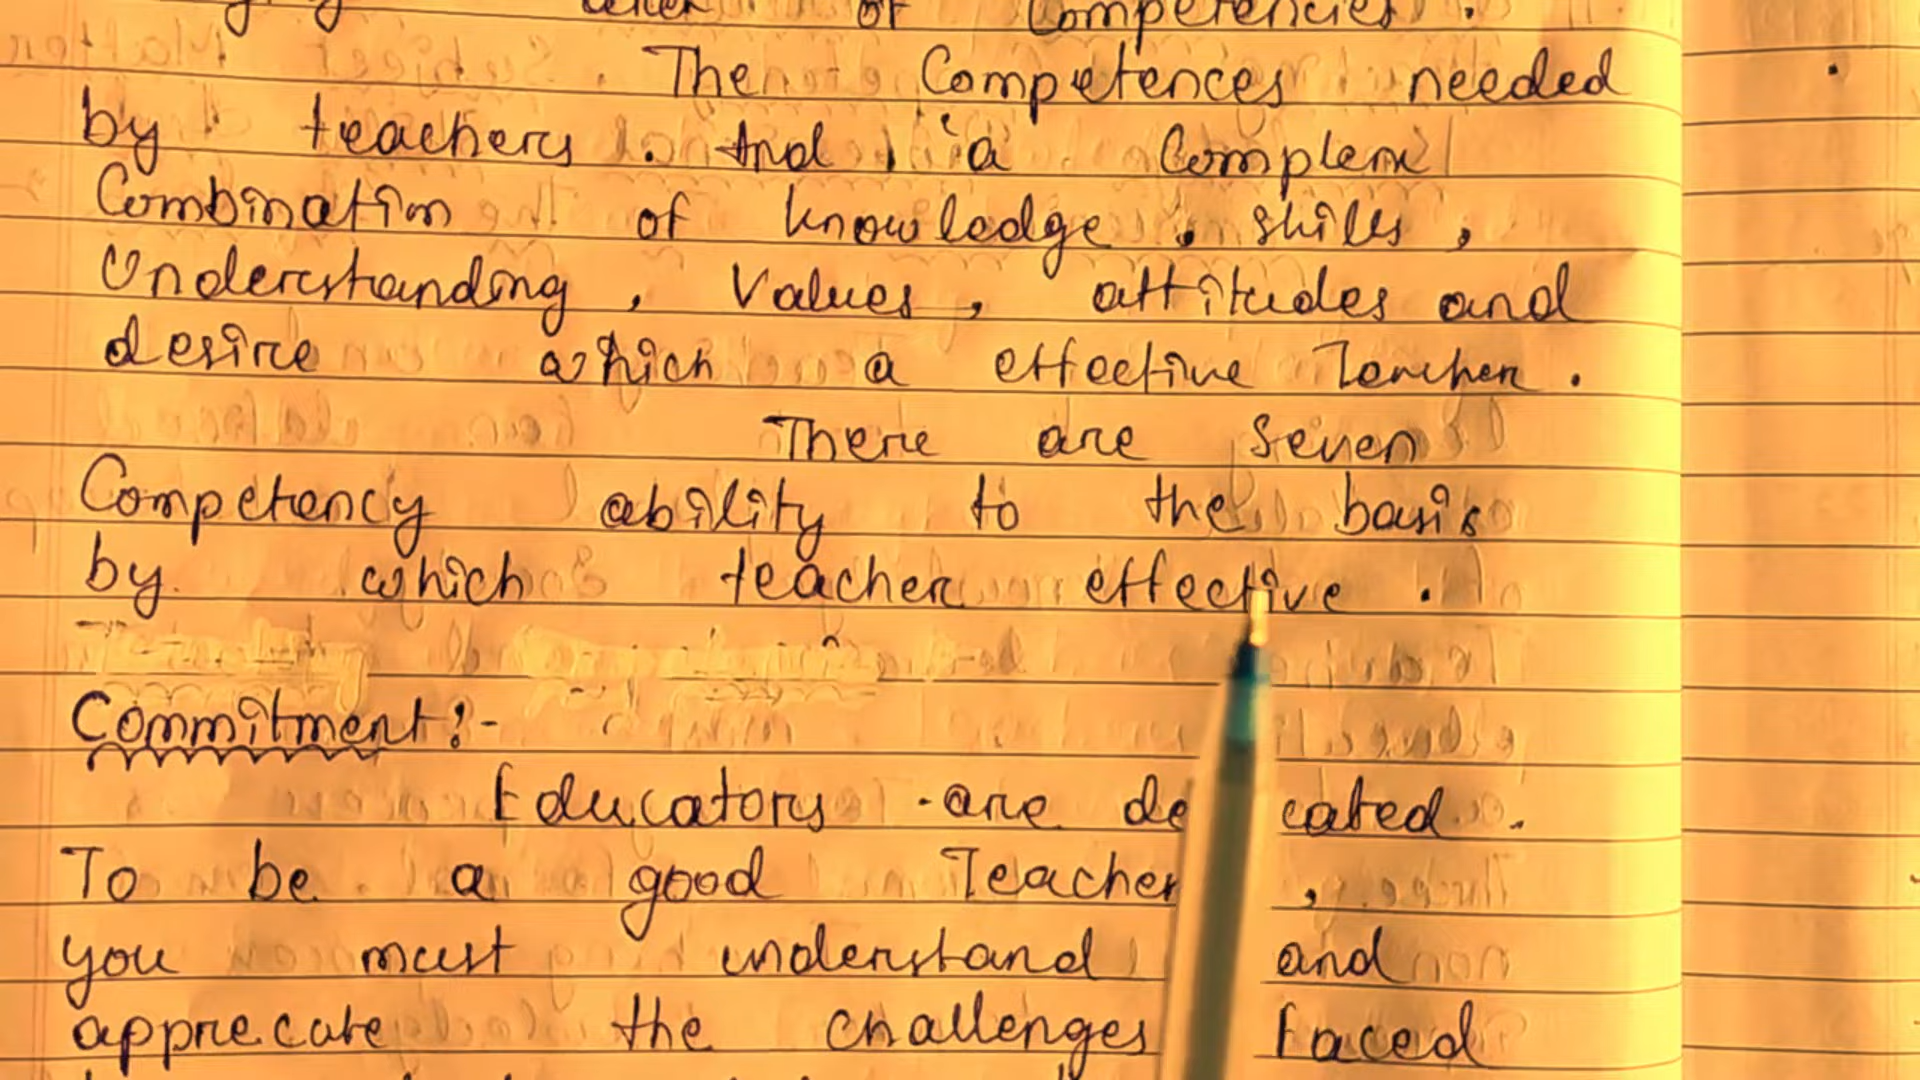 of Competencies.
The Competences needed
by teachers. And, a Complex
Combination of knowledge, skills,
Understanding, Values, attitudes and
desire which a effective Teacher.
There are seven
Competency ability to the basis
by which teacher effective.
Commitment:-
Educators are de cated.
To be a good Teacher,
you must understand and
apprecate the challenges faced